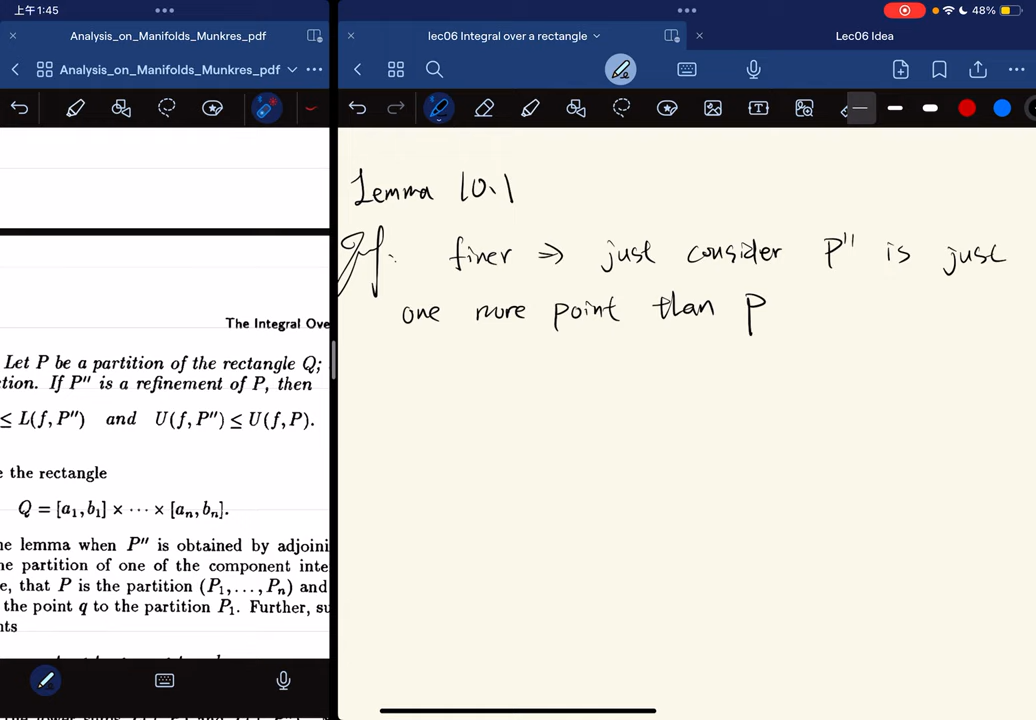 上午1:45
48%
Analysis_on_Manifolds_Munkres_pdf
lec06 Integral over a rectangle
Lec06 Idea
Analysis_on_Manifolds_Munkres_pdf
The Integral Ove
Let P be a partition of the rectangle Q;
ction. If P″ is a refinement of P, then
≤ L(f, P″) and U(f, P″) ≤ U(f, P).
e the rectangle
Q = [a₁, b₁] × ··· × [aₙ, bₙ].
he lemma when P″ is obtained by adjoini
he partition of one of the component inte
e, that P is the partition (P₁, . . . , Pₙ) and
the point q to the partition P₁. Further, su
nts
Lemma 10.1
pf: finer ⇒ just consider P″ is just
one more point than P